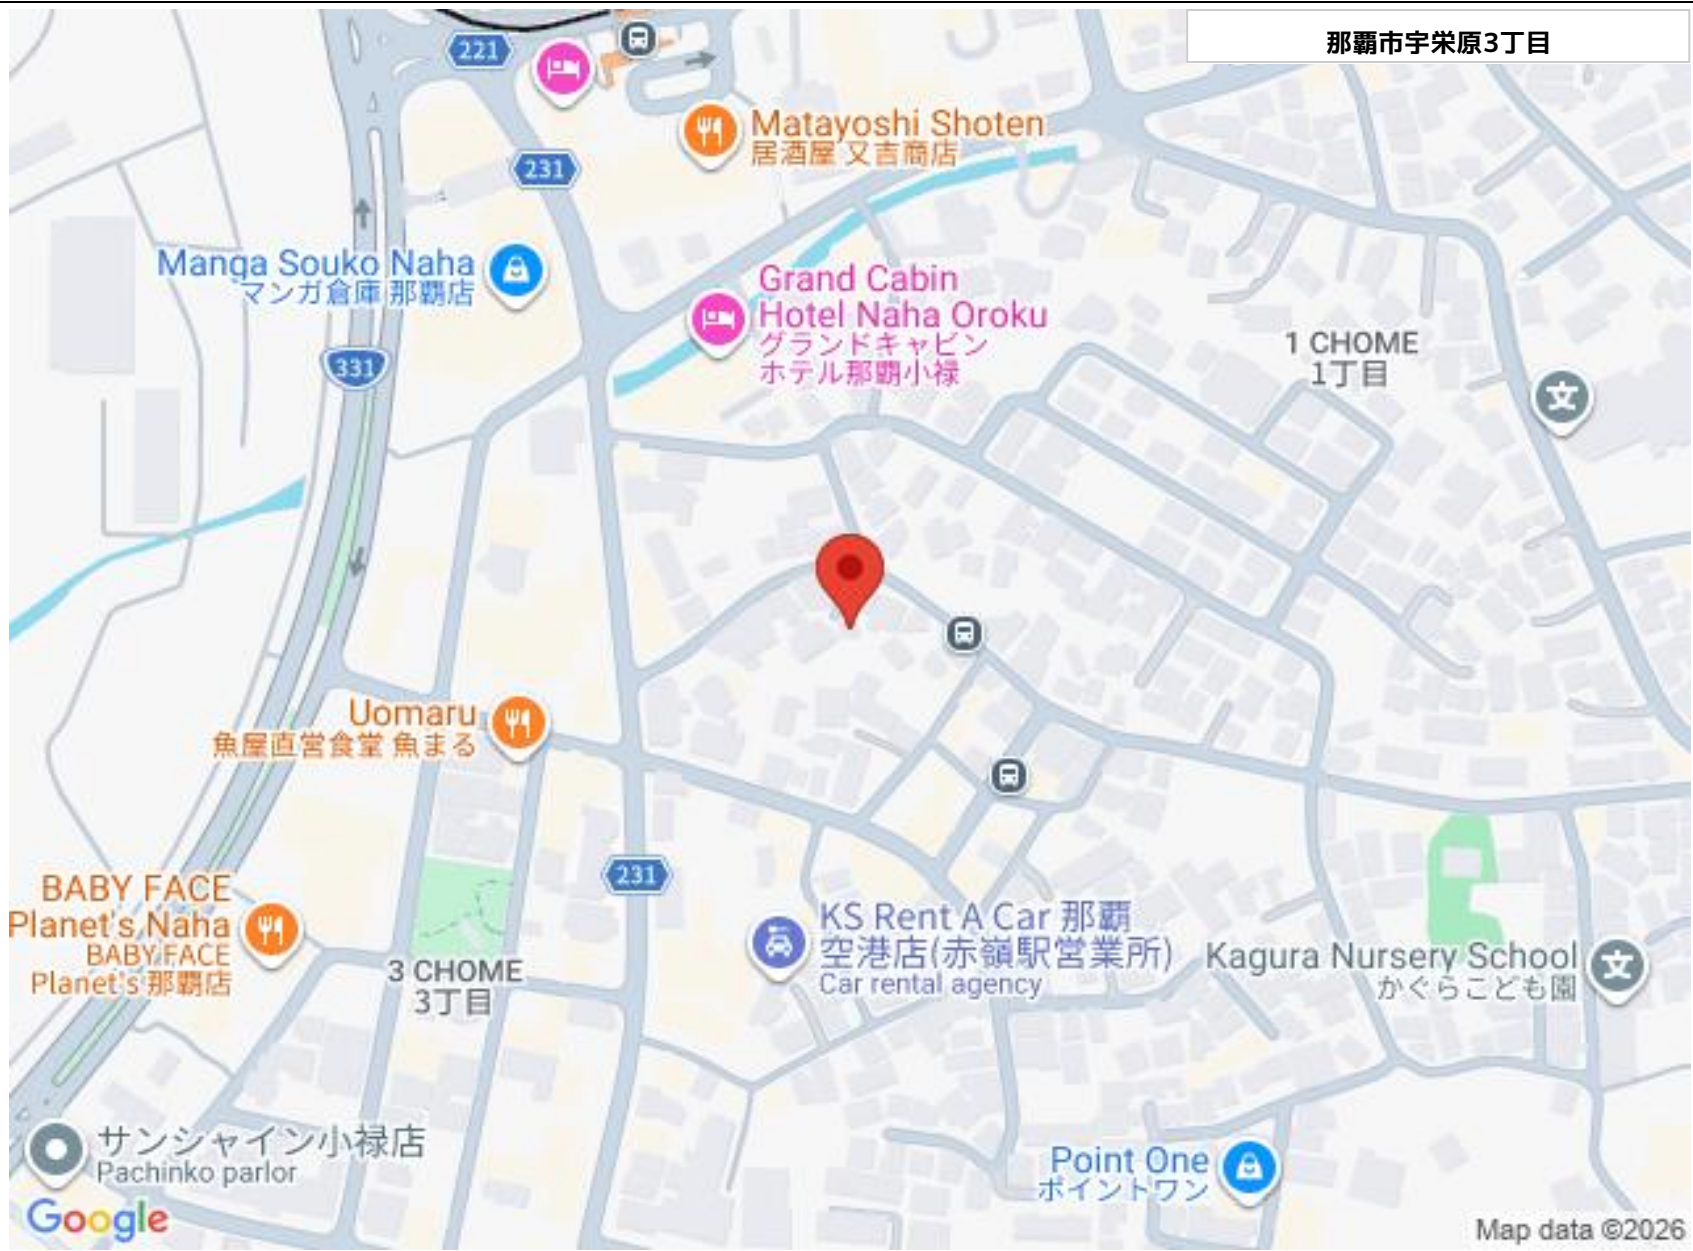 那覇市宇栄原3丁目
221
231
Matayoshi Shoten
居酒屋 又吉商店
Manga Souko Naha
マンガ倉庫 那覇店
Grand Cabin
Hotel Naha Oroku
グランドキャビン
ホテル那覇小禄
1 CHOME
1丁目
文
331
Uomaru
魚屋直営食堂 魚まる
231
BABY FACE
Planet's Naha
BABY FACE
Planet's 那覇店
3 CHOME
3丁目
KS Rent A Car 那覇
空港店(赤嶺駅営業所)
Car rental agency
Kagura Nursery School
かぐらこども園
文
サンシャイン小禄店
Pachinko parlor
Point One
ポイントワン
Google
Map data ©2026